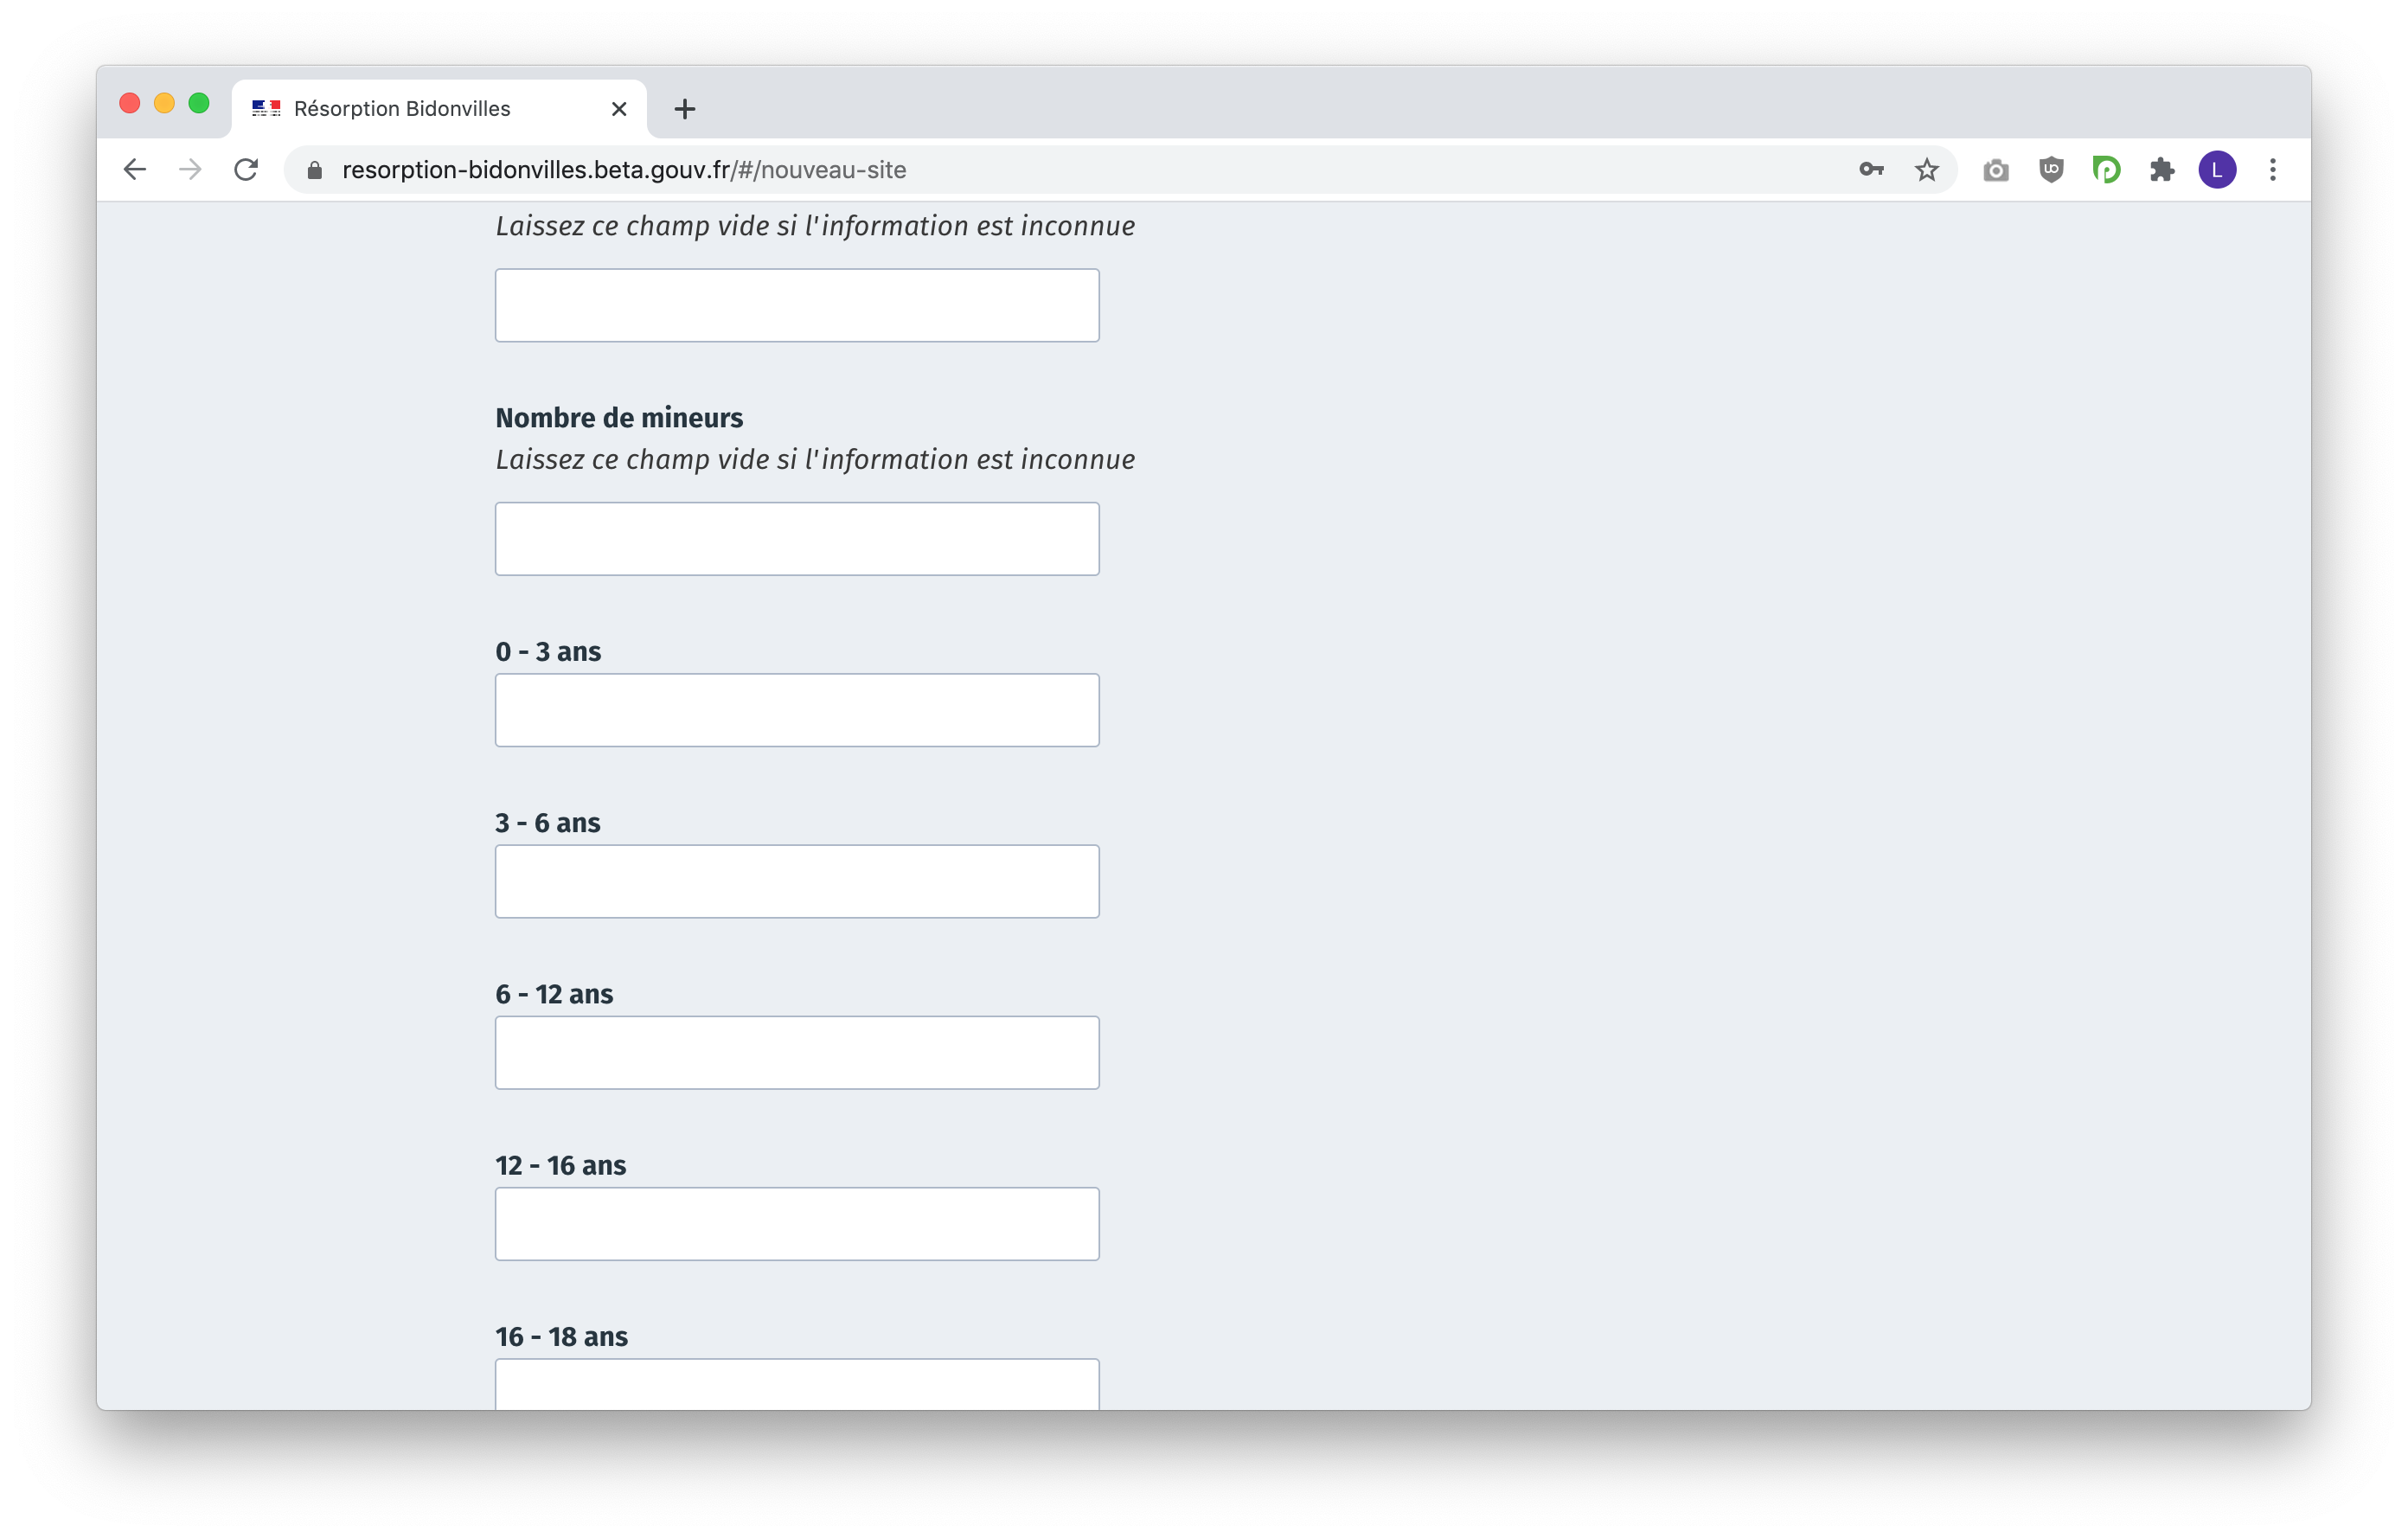 Résorption Bidonvilles
resorption-bidonvilles.beta.gouv.fr/#/nouveau-site
L
Laissez ce champ vide si l'information est inconnue
Nombre de mineurs
Laissez ce champ vide si l'information est inconnue
0 - 3 ans
3 - 6 ans
6 - 12 ans
12 - 16 ans
16 - 18 ans